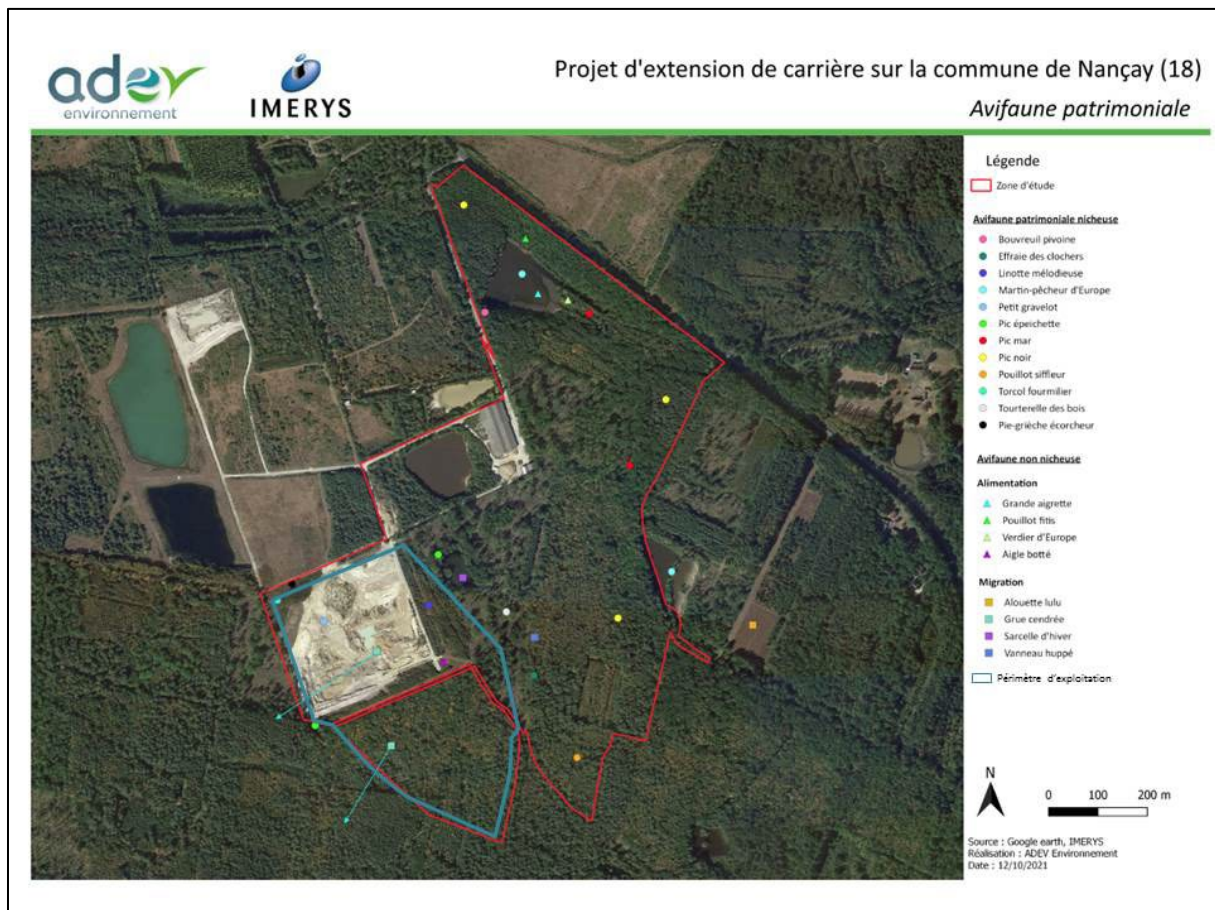 adev
environnement
IMERYS
Projet d'extension de carrière sur la commune de Nançay (18)
Avifaune patrimoniale
Légende
Zone d'étude
Avifaune patrimoniale nicheuse
Bouvreuil pivoine
Effraie des clochers
Linotte mélodieuse
Martin-pêcheur d'Europe
Petit gravelot
Pic épeichette
Pic mar
Pic noir
Pouillot siffleur
Torcol fourmilier
Tourterelle des bois
Pie-grièche écorcheur
Avifaune non nicheuse
Alimentation
Grande aigrette
Pouillot fitis
Verdier d'Europe
Aigle botté
Migration
Alouette lulu
Grue cendrée
Sarcelle d'hiver
Vanneau huppé
Périmètre d'exploitation
N
0 100 200 m
Source : Google earth, IMERYS
Réalisation : ADEV Environnement
Date : 12/10/2021